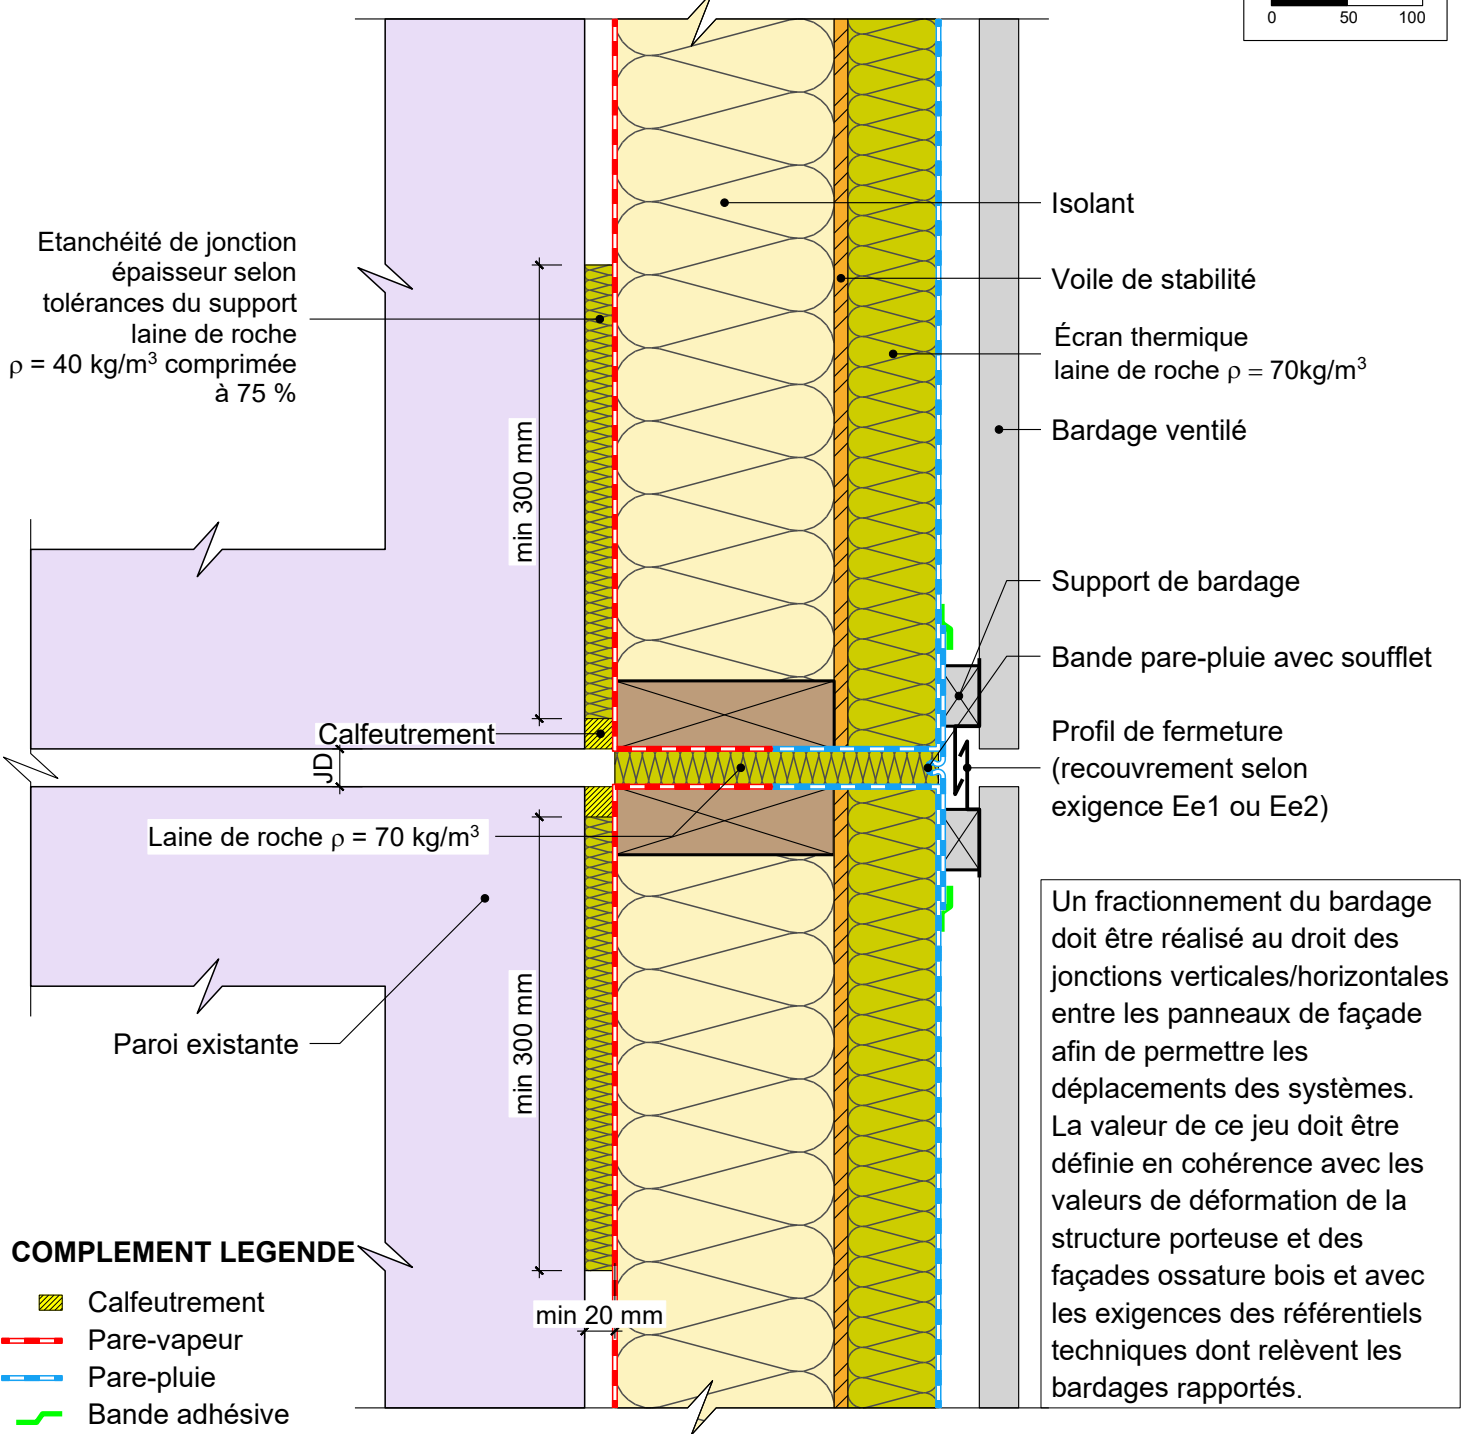 0 50 100
Etanchéité de jonction
épaisseur selon
tolérances du support
laine de roche
ρ = 40 kg/m³ comprimée
à 75 %
Isolant
Voile de stabilité
Écran thermique
laine de roche ρ = 70kg/m³
Bardage ventilé
min 300 mm
Support de bardage
Bande pare-pluie avec soufflet
Profil de fermeture
(recouvrement selon
exigence Ee1 ou Ee2)
Calfeutrement
JD
Laine de roche ρ = 70 kg/m³
Paroi existante
min 300 mm
min 20 mm
Un fractionnement du bardage
doit être réalisé au droit des
jonctions verticales/horizontales
entre les panneaux de façade
afin de permettre les
déplacements des systèmes.
La valeur de ce jeu doit être
définie en cohérence avec les
valeurs de déformation de la
structure porteuse et des
façades ossature bois et avec
les exigences des référentiels
techniques dont relèvent les
bardages rapportés.
COMPLEMENT LEGENDE
Calfeutrement
Pare-vapeur
Pare-pluie
Bande adhésive